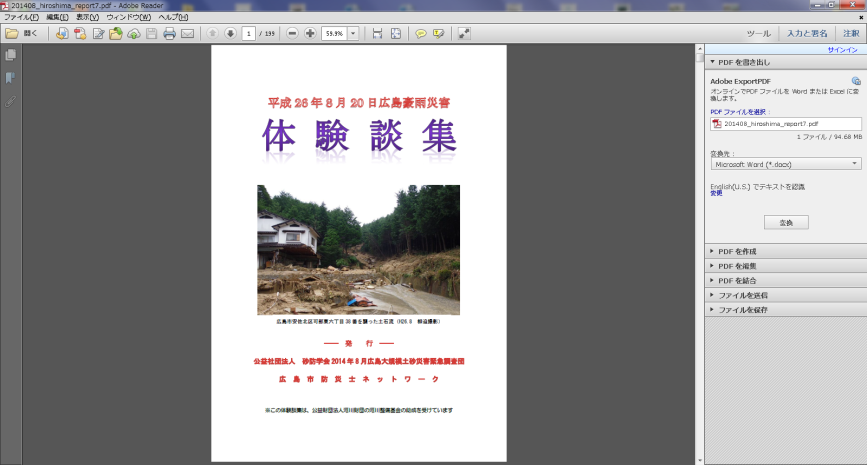 201408_hiroshima_report7.pdf - Adobe Reader
ファイル(F) 編集(E) 表示(V) ウィンドウ(W) ヘルプ(H)
開く 1 / 199 59.9% ツール 入力と署名 注釈
サインイン
平成 26 年 8 月 20 日広島豪雨災害
体験談集
広島市安佐北区可部東六丁目 38 番を襲った土石流
発 行
公益社団法人 砂防学会 2014 年 8 月広島大規模土砂災害緊急調査団
広島市防災士ネットワーク
※この体験談集は、公益財団法人河川財団の河川整備基金の助成を受けています
PDF を書き出し
Adobe ExportPDF
オンラインで PDF ファイルを Word または Excel に変
換します。
PDF ファイルを選択 :
201408_hiroshima_report7.pdf
1 ファイル / 94.68 MB
変換先 :
Microsoft Word (*.docx)
English(U.S.) でテキストを認識
変更
変換
PDF を作成
PDF を編集
PDF を結合
ファイルを送信
ファイルを保存